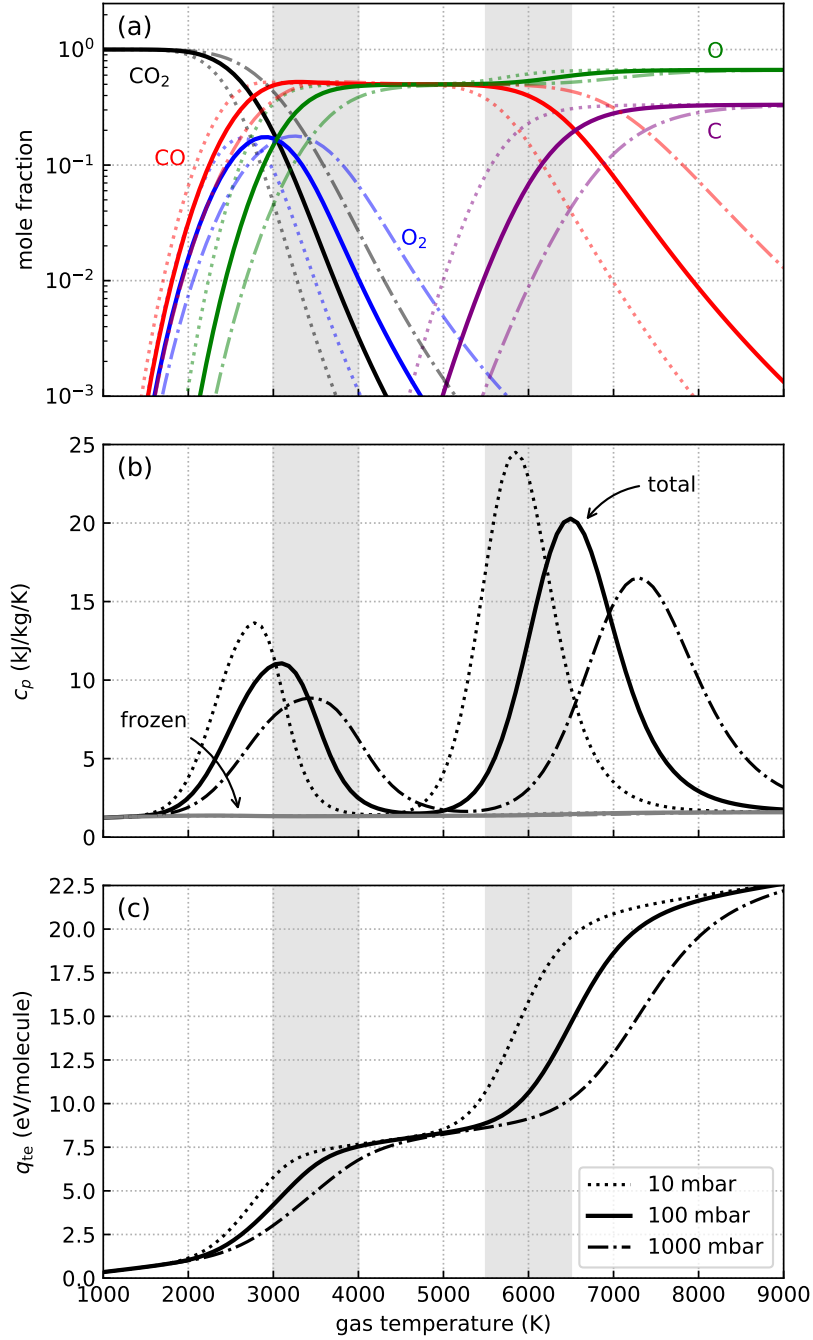 (a)
10⁰
10⁻¹
10⁻²
10⁻³
mole fraction
CO₂
CO
O₂
O
C
(b)
25
20
15
10
5
0
c_p (kJ/kg/K)
total
frozen
(c)
22.5
20.0
17.5
15.0
12.5
10.0
7.5
5.0
2.5
0.0
q_te (eV/molecule)
10 mbar
100 mbar
1000 mbar
1000 2000 3000 4000 5000 6000 7000 8000 9000
gas temperature (K)